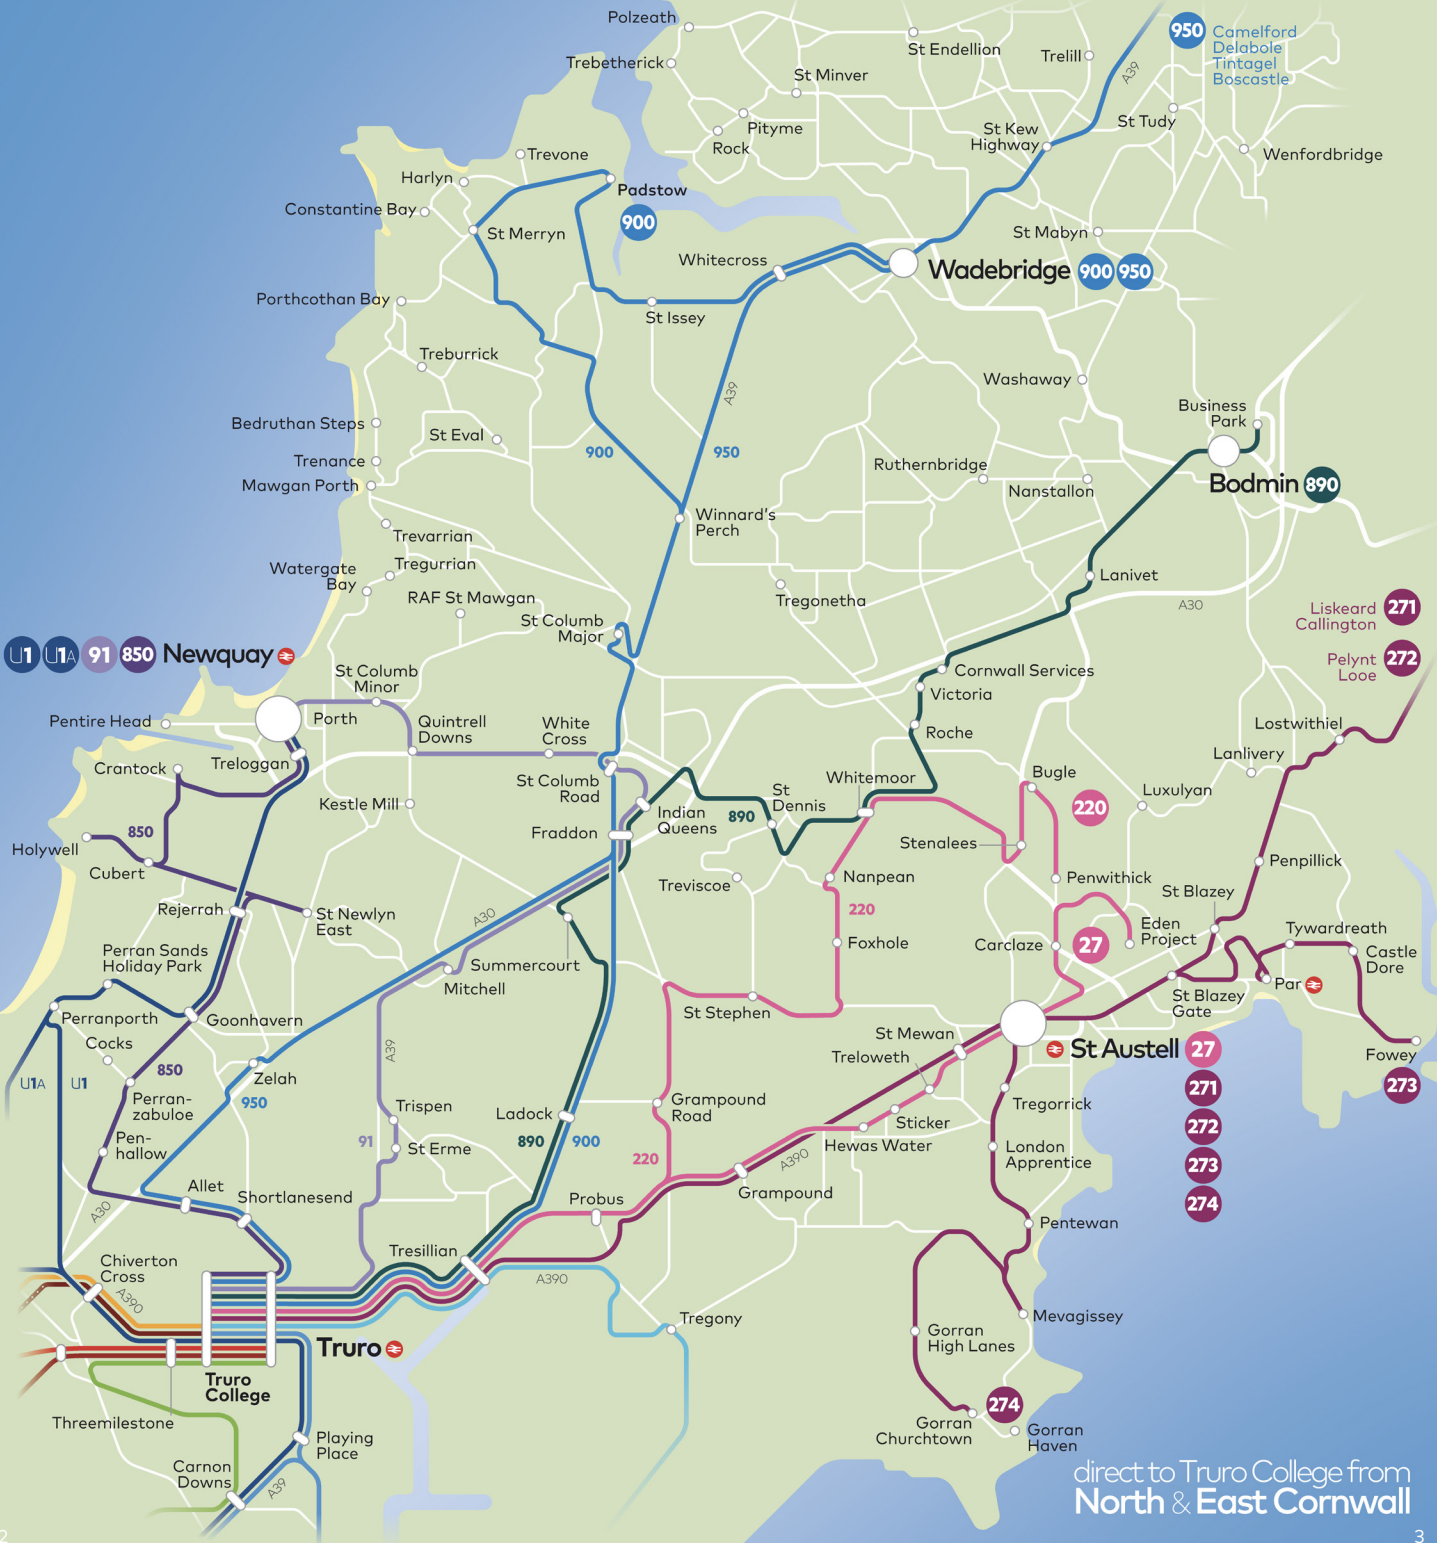 Polzeath
St Endellion
Trelill
A39
950
Camelford
Delabole
Tintagel
Boscastle
Trebetherick
St Minver
Pityme
Rock
St Kew
Highway
St Tudy
Wenfordbridge
Trevone
Harlyn
Constantine Bay
Padstow
900
St Merryn
St Mabyn
Whitecross
Wadebridge
900
950
Porthcothan Bay
St Issey
Treburrick
A39
Washaway
Business
Park
Bedruthan Steps
St Eval
900
950
Trenance
Mawgan Porth
Ruthernbridge
Nanstallon
Bodmin
890
Winnard's
Perch
Trevarrian
Tregurrian
Watergate
Bay
RAF St Mawgan
Tregonetha
Lanivet
A30
Liskeard
Callington
271
St Columb
Major
U1
U1A
91
850
Newquay
Pelynt
Looe
272
St Columb
Minor
Cornwall Services
Victoria
Pentire Head
Porth
Quintrell
Downs
White
Cross
Roche
Lostwithiel
Lanlivery
Treloggan
Crantock
St Columb
Road
Whitemoor
Bugle
Kestle Mill
St
Dennis
Luxulyan
220
Indian
Queens
890
Fraddon
850
Holywell
Cubert
Stenalees
Penpillick
Treviscoe
Nanpean
Penwithick
St Blazey
Rejerrah
St Newlyn
East
A30
220
Eden
Project
Tywardreath
Perran Sands
Holiday Park
Foxhole
Carclaze
27
Castle
Dore
Summercourt
Mitchell
Par
St Blazey
Gate
Perranporth
Goonhavern
St Stephen
Cocks
A39
St Mewan
Treloweth
St Austell
27
Fowey
273
U1A
U1
850
Zelah
950
271
Perran-
zabuloe
Trispen
Ladock
Grampound
Road
Tregorrick
Sticker
272
Pen-
hallow
91
St Erme
890
900
220
Hewas Water
London
Apprentice
273
A390
Allet
Shortlanesend
Probus
Grampound
274
A30
Pentewan
Tresillian
Chiverton
Cross
A390
A390
Tregony
Mevagissey
Truro
Gorran
High Lanes
Truro
College
274
Threemilestone
Gorran
Churchtown
Gorran
Haven
Playing
Place
Carnon
Downs
A39
direct to Truro College from
North & East Cornwall
2
3